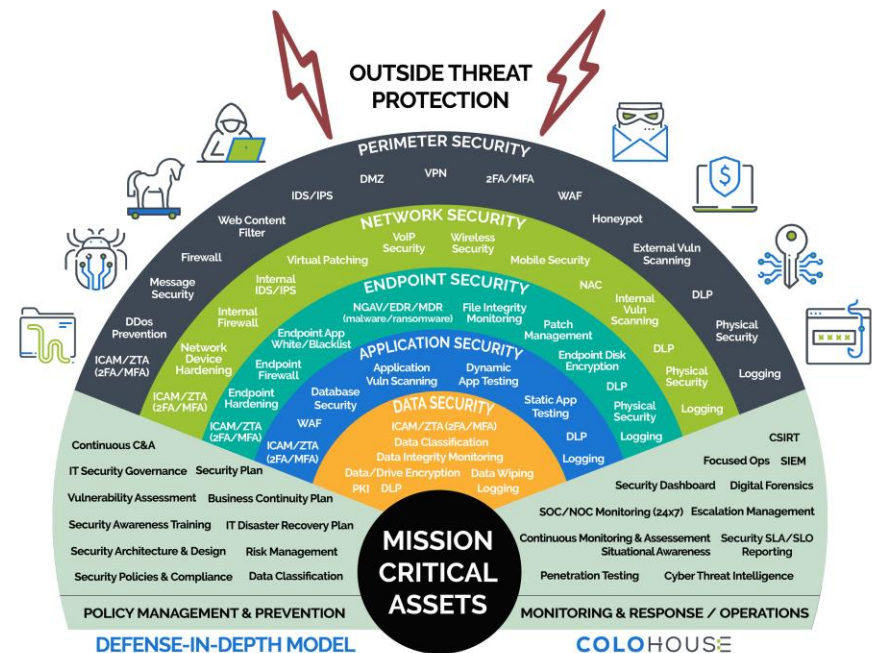 OUTSIDE THREAT
PROTECTION
PERIMETER SECURITY
ICAM/ZTA
(2FA/MFA)
DDos
Prevention
Message
Security
Firewall
Web Content
Filter
IDS/IPS
DMZ
VPN
2FA/MFA
WAF
Honeypot
External Vuln
Scanning
DLP
Physical
Security
Logging
NETWORK SECURITY
ICAM/ZTA
(2FA/MFA)
Network
Device
Hardening
Internal
Firewall
Internal
IDS/IPS
Virtual Patching
VoIP
Security
Wireless
Security
Mobile Security
NAC
Internal
Vuln
Scanning
DLP
Physical
Security
Logging
ENDPOINT SECURITY
ICAM/ZTA
(2FA/MFA)
Endpoint
Hardening
Endpoint
Firewall
Endpoint App
White/Blacklist
NGAV/EDR/MDR
(malware/ransomware)
File Integrity
Monitoring
Patch
Management
Endpoint Disk
Encryption
DLP
Physical
Security
Logging
APPLICATION SECURITY
ICAM/ZTA
(2FA/MFA)
WAF
Database
Security
Application
Vuln Scanning
Dynamic
App Testing
Static App
Testing
DLP
Logging
DATA SECURITY
ICAM/ZTA (2FA/MFA)
Data Classification
Data Integrity Monitoring
Data/Drive Encryption
Data Wiping
PKI
DLP
Logging
MISSION
CRITICAL
ASSETS
Continuous C&A
IT Security Governance
Security Plan
Vulnerability Assessment
Business Continuity Plan
Security Awareness Training
IT Disaster Recovery Plan
Security Architecture & Design
Risk Management
Security Policies & Compliance
Data Classification
POLICY MANAGEMENT & PREVENTION
CSIRT
Focused Ops
SIEM
Security Dashboard
Digital Forensics
SOC/NOC Monitoring (24x7)
Escalation Management
Continuous Monitoring & Assessement
Situational Awareness
Security SLA/SLO
Reporting
Penetration Testing
Cyber Threat Intelligence
MONITORING & RESPONSE / OPERATIONS
DEFENSE-IN-DEPTH MODEL
COLOHOUSE